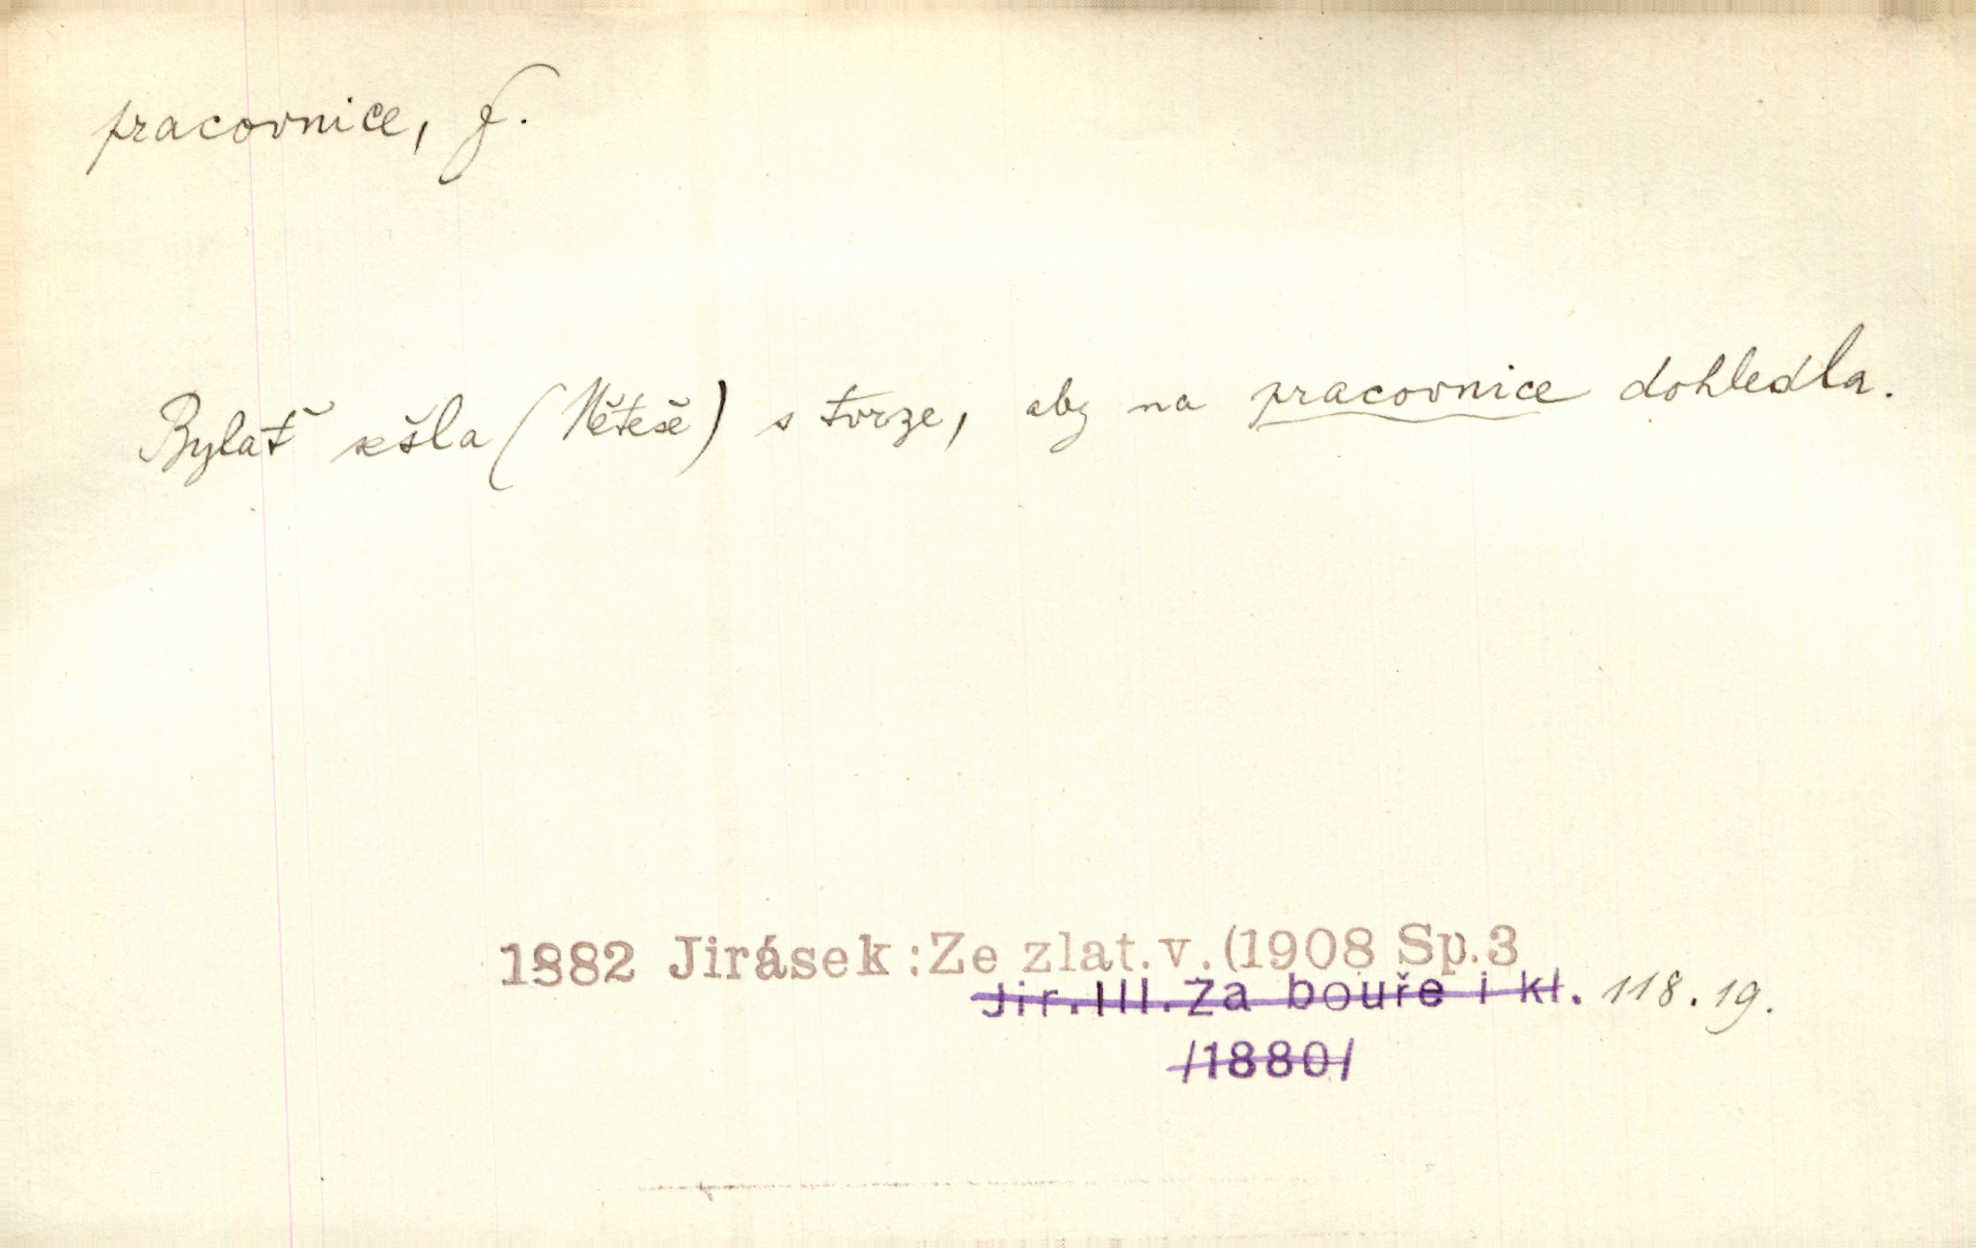 pracovnice, f.
Bylať sešla (Něteše) s tvrze, aby na pracovnice dohledla.
1882 Jirásek:Ze zlat.v.(1908 Sp.3
Jir.III.Za bouře i kl. 118.19.
/1880/